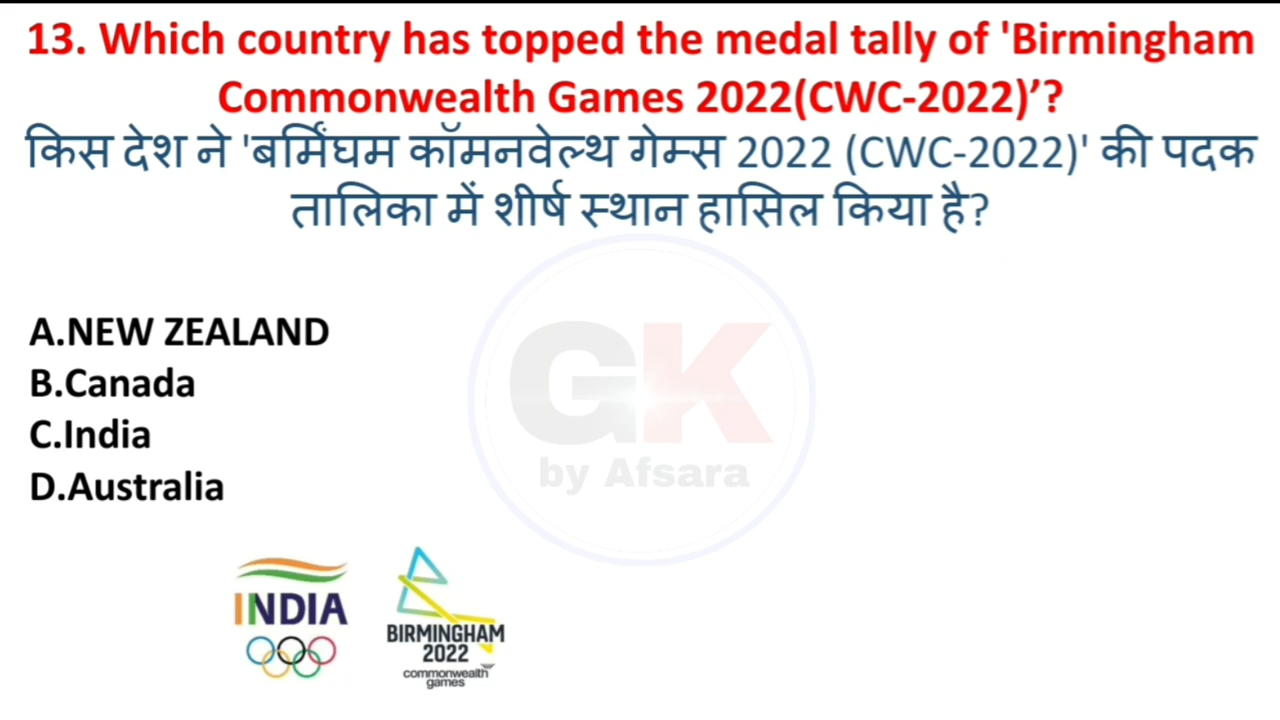 13. Which country has topped the medal tally of 'Birmingham
Commonwealth Games 2022(CWC-2022)’?
किस देश ने 'बर्मिंघम कॉमनवेल्थ गेम्स 2022 (CWC-2022)' की पदक
तालिका में शीर्ष स्थान हासिल किया है?
GK
by Afsara
A.NEW ZEALAND
B.Canada
C.India
D.Australia
INDIA
BIRMINGHAM
2022
commonwealth
games